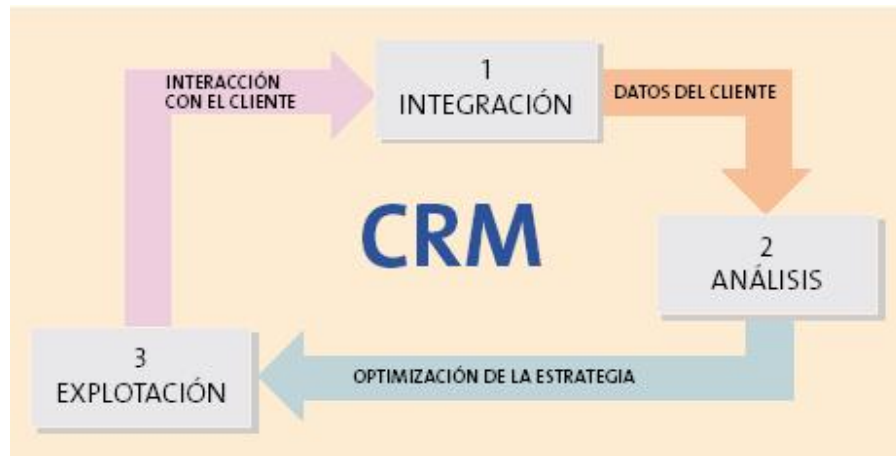 1
INTEGRACIÓN
INTERACCIÓN
CON EL CLIENTE
DATOS DEL CLIENTE
CRM
2
ANÁLISIS
3
EXPLOTACIÓN
OPTIMIZACIÓN DE LA ESTRATEGIA